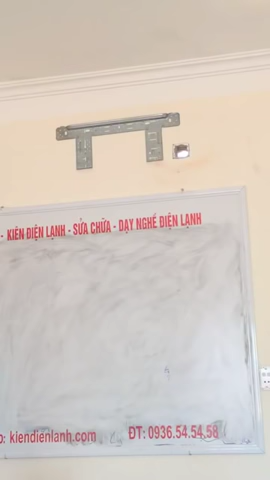 - KIÊN ĐIỆN LẠNH - SỬA CHỮA - DẠY NGHỀ ĐIỆN LẠNH
kiendienlanh.com ĐT: 0936.54.54.58